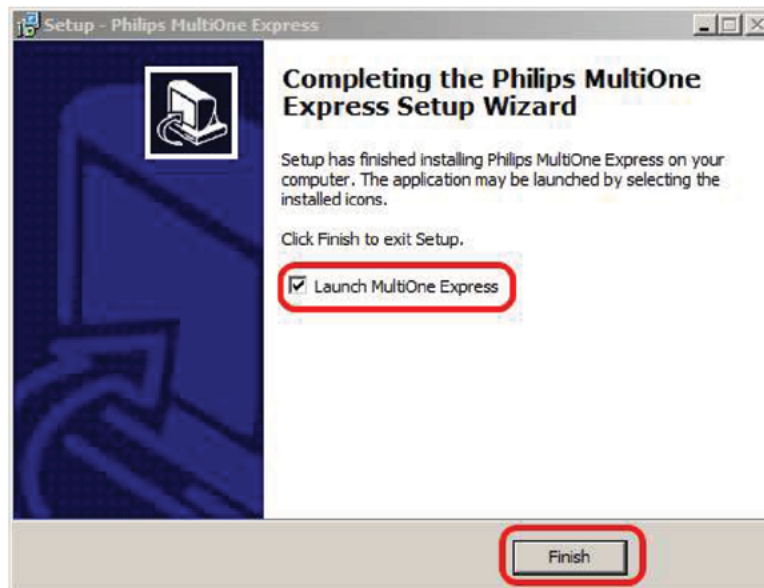 Setup - Philips MultiOne Express
Completing the Philips MultiOne
Express Setup Wizard
Setup has finished installing Philips MultiOne Express on your
computer. The application may be launched by selecting the
installed icons.
Click Finish to exit Setup.
Launch MultiOne Express
Finish